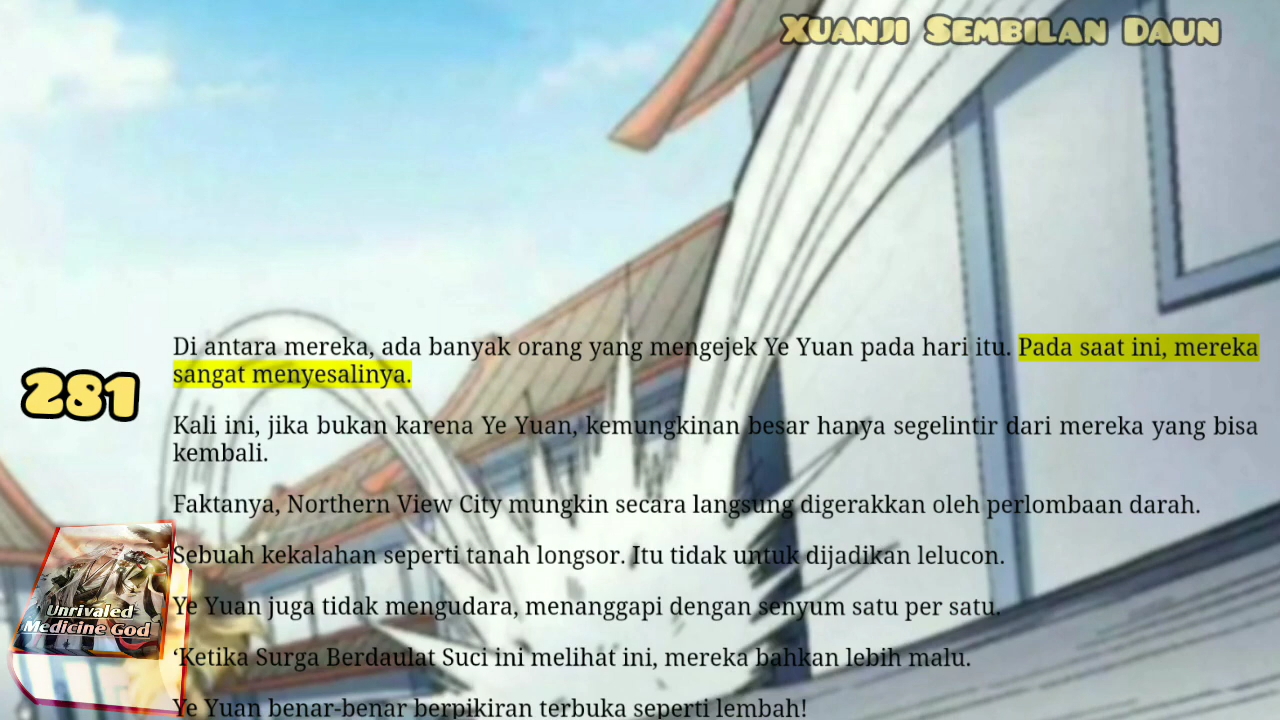 Xuanji Sembilan Daun
Di antara mereka, ada banyak orang yang mengejek Ye Yuan pada hari itu. Pada saat ini, mereka
sangat menyesalinya.
281
Kali ini, jika bukan karena Ye Yuan, kemungkinan besar hanya segelintir dari mereka yang bisa
kembali.
Faktanya, Northern View City mungkin secara langsung digerakkan oleh perlombaan darah.
Sebuah kekalahan seperti tanah longsor. Itu tidak untuk dijadikan lelucon.
Ye Yuan juga tidak mengudara, menanggapi dengan senyum satu per satu.
‘Ketika Surga Berdaulat Suci ini melihat ini, mereka bahkan lebih malu.
Ye Yuan benar-benar berpikiran terbuka seperti lembah!
Unrivaled
Medicine God